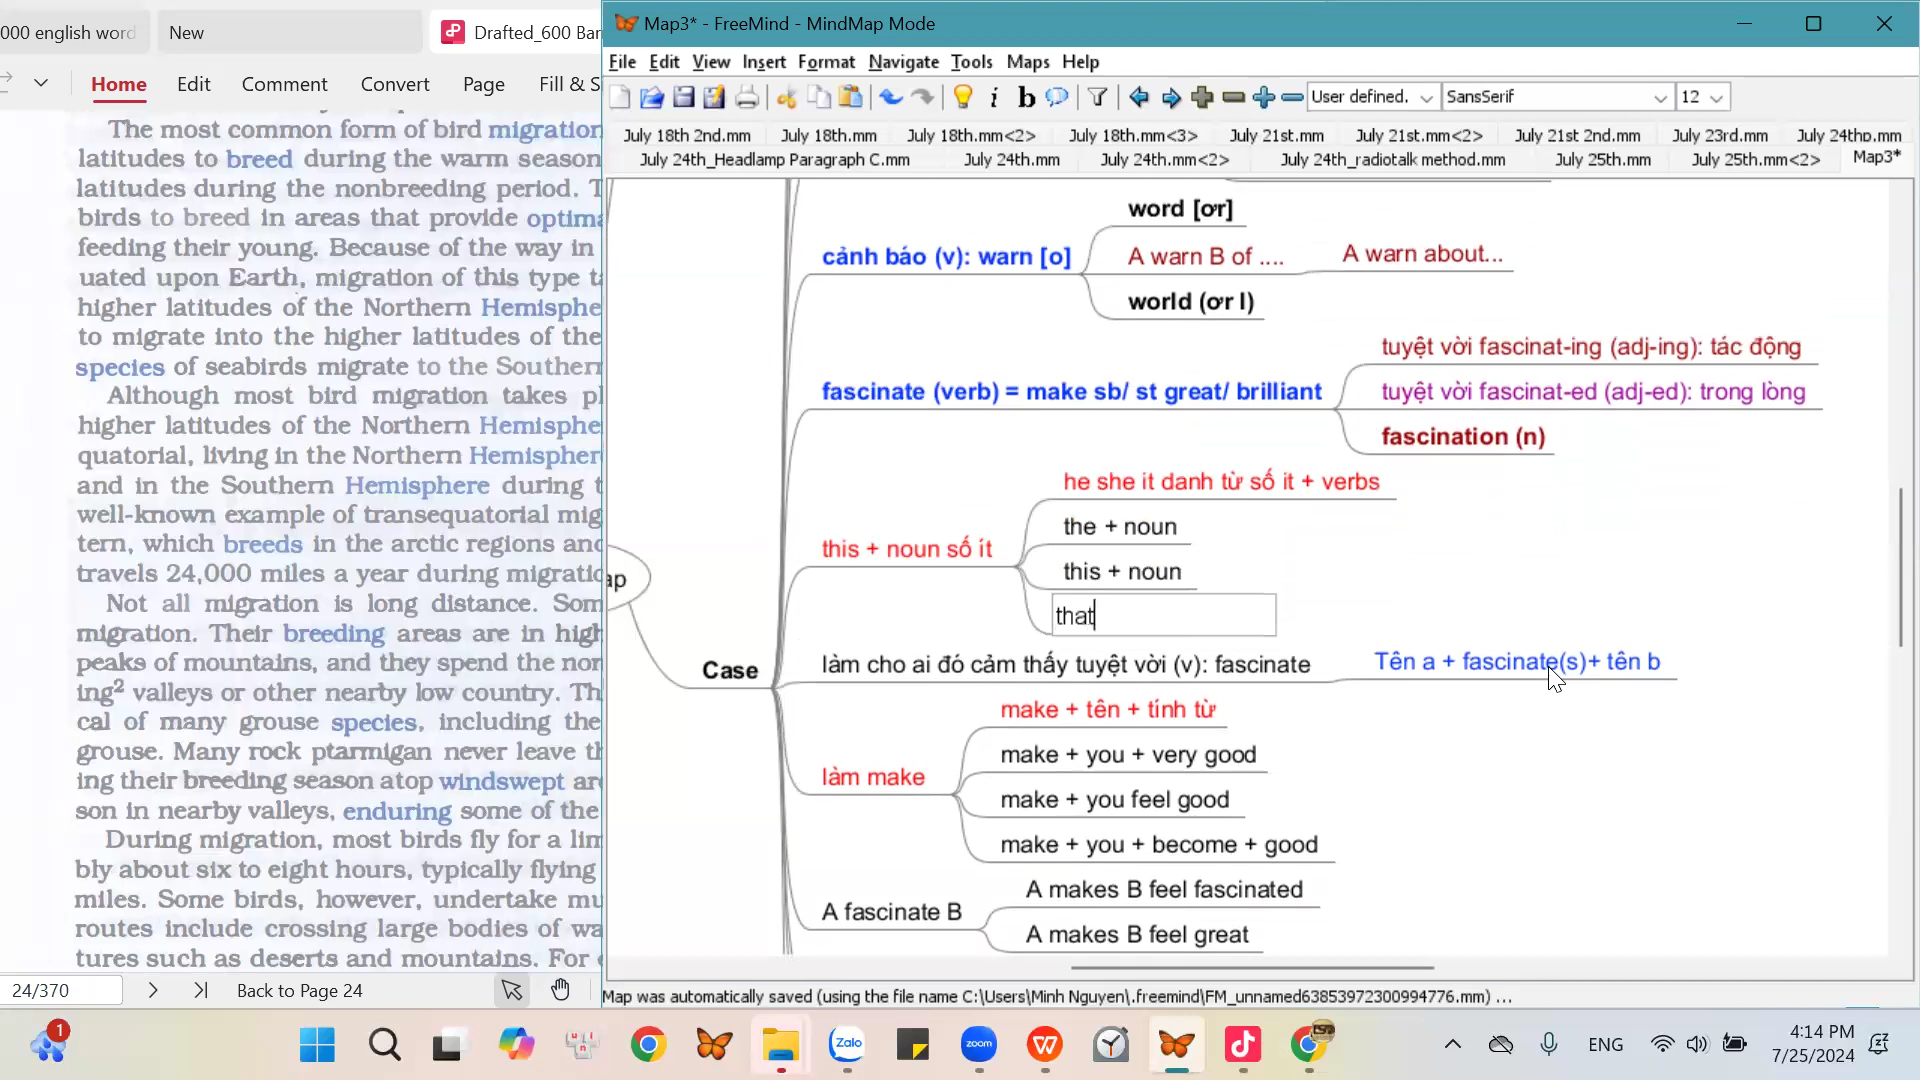 000 english word
New
Drafted_600 Bar
Home Edit Comment Convert Page Fill & S
The most common form of bird migration
latitudes to breed during the warm season
latitudes during the nonbreeding period. T
birds to breed in areas that provide optima
feeding their young. Because of the way in
uated upon Earth, migration of this type ta
higher latitudes of the Northern Hemisphe
to migrate into the higher latitudes of the
species of seabirds migrate to the Southern
Although most bird migration takes pl
higher latitudes of the Northern Hemisphe
quatorial, living in the Northern Hemispher
and in the Southern Hemisphere during t
well-known example of transequatorial mig
tern, which breeds in the arctic regions and
travels 24,000 miles a year during migratio
Not all migration is long distance. Som
migration. Their breeding areas are in high
peaks of mountains, and they spend the non
ing² valleys or other nearby low country. Th
cal of many grouse species, including the
grouse. Many rock ptarmigan never leave th
ing their breeding season atop windswept ar
son in nearby valleys, enduring some of the
During migration, most birds fly for a lim
bly about six to eight hours, typically flying
miles. Some birds, however, undertake mu
routes include crossing large bodies of wa
tures such as deserts and mountains. For
24/370
Back to Page 24
Map3* - FreeMind - MindMap Mode
File Edit View Insert Format Navigate Tools Maps Help
User defined. SansSerif 12
July 18th 2nd.mm July 18th.mm July 18th.mm<2> July 18th.mm<3> July 21st.mm July 21st.mm<2> July 21st 2nd.mm July 23rd.mm July 24thp.mm
July 24th_Headlamp Paragraph C.mm July 24th.mm July 24th.mm<2> July 24th_radiotalk method.mm July 25th.mm July 25th.mm<2> Map3*
ap
Case
cảnh báo (v): warn [o]
word [ơr]
A warn B of ....
A warn about...
world (ơr l)
fascinate (verb) = make sb/ st great/ brilliant
tuyệt vời fascinat-ing (adj-ing): tác động
tuyệt vời fascinat-ed (adj-ed): trong lòng
fascination (n)
this + noun số ít
he she it danh từ số it + verbs
the + noun
this + noun
that
làm cho ai đó cảm thấy tuyệt vời (v): fascinate
Tên a + fascinate(s)+ tên b
làm make
make + tên + tính từ
make + you + very good
make + you feel good
make + you + become + good
A fascinate B
A makes B feel fascinated
A makes B feel great
Map was automatically saved (using the file name C:\Users\Minh Nguyen\.freemind\FM_unnamed63853972300994776.mm) ...
1
Zalo
zoom
ENG
4:14 PM
7/25/2024